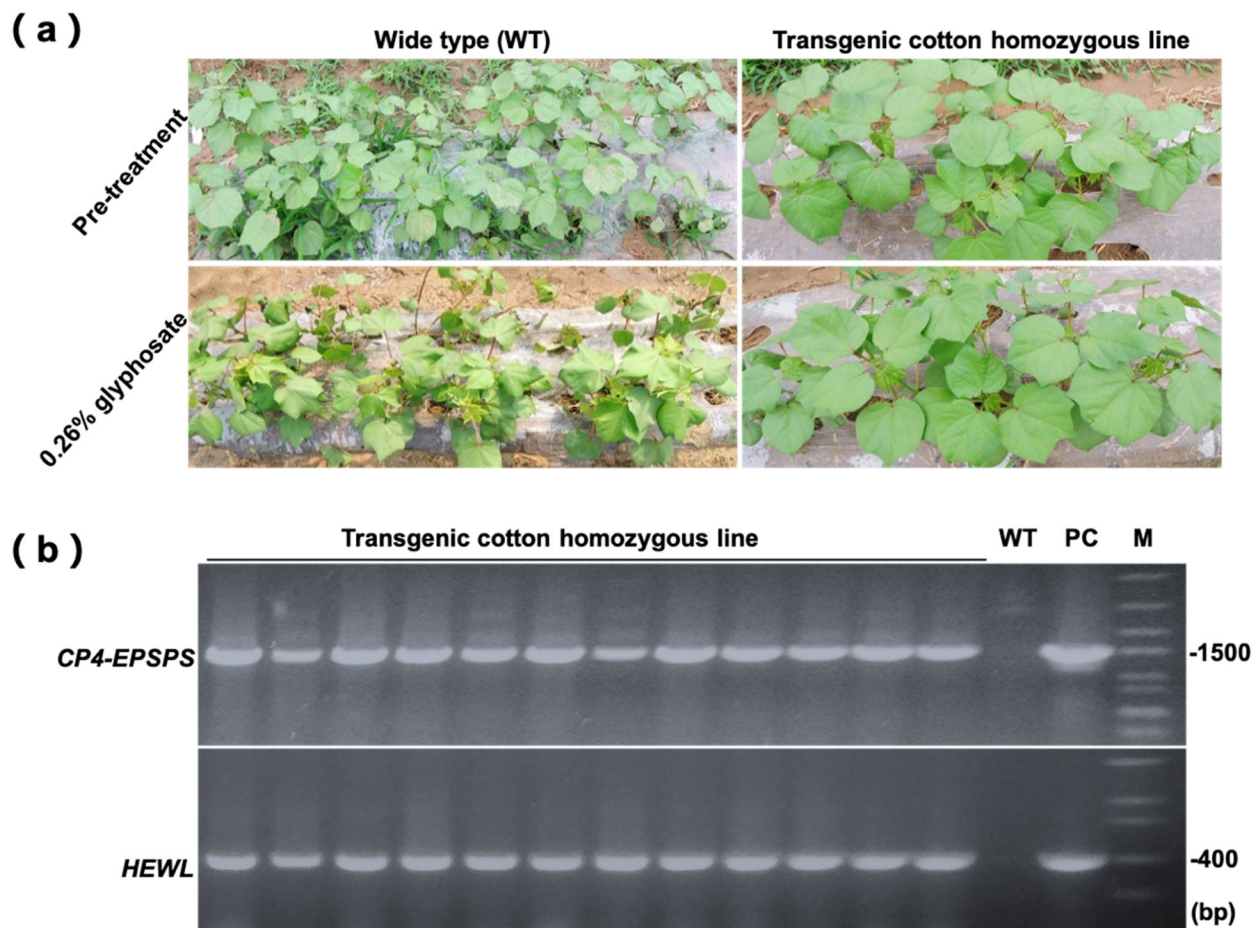 ( a )
Wide type (WT)
Transgenic cotton homozygous line
Pre-treatment
0.26% glyphosate
( b )
Transgenic cotton homozygous line
WT
PC
M
CP4-EPSPS
-1500
HEWL
-400
(bp)